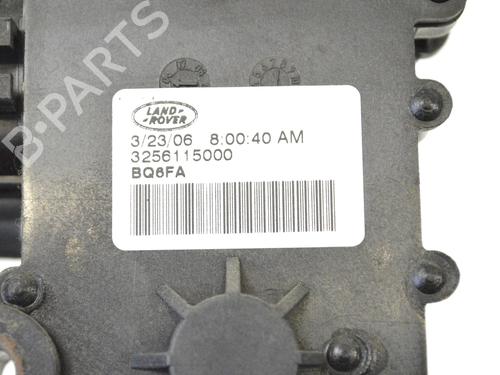 B-PARTS
LAND-
-ROVER
3/23/06 8:00:40 AM
3256115000
BQ6FA